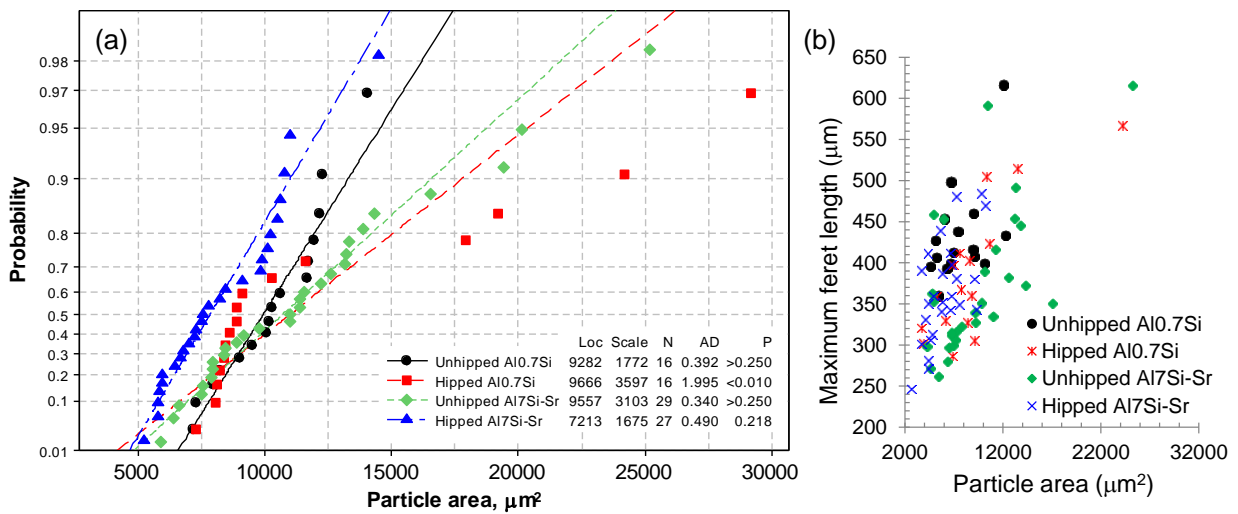 (a)
Probability
0.98
0.97
0.95
0.9
0.8
0.7
0.6
0.5
0.4
0.3
0.2
0.1
0.01
5000 10000 15000 20000 25000 30000
Particle area, μm²
Loc Scale N AD P
Unhipped Al0.7Si 9282 1772 16 0.392 >0.250
Hipped Al0.7Si 9666 3597 16 1.995 <0.010
Unhipped Al7Si-Sr 9557 3103 29 0.340 >0.250
Hipped Al7Si-Sr 7213 1675 27 0.490 0.218
(b)
Maximum feret length (μm)
650
600
550
500
450
400
350
300
250
200
2000 12000 22000 32000
Particle area (μm²)
Unhipped Al0.7Si
Hipped Al0.7Si
Unhipped Al7Si-Sr
Hipped Al7Si-Sr